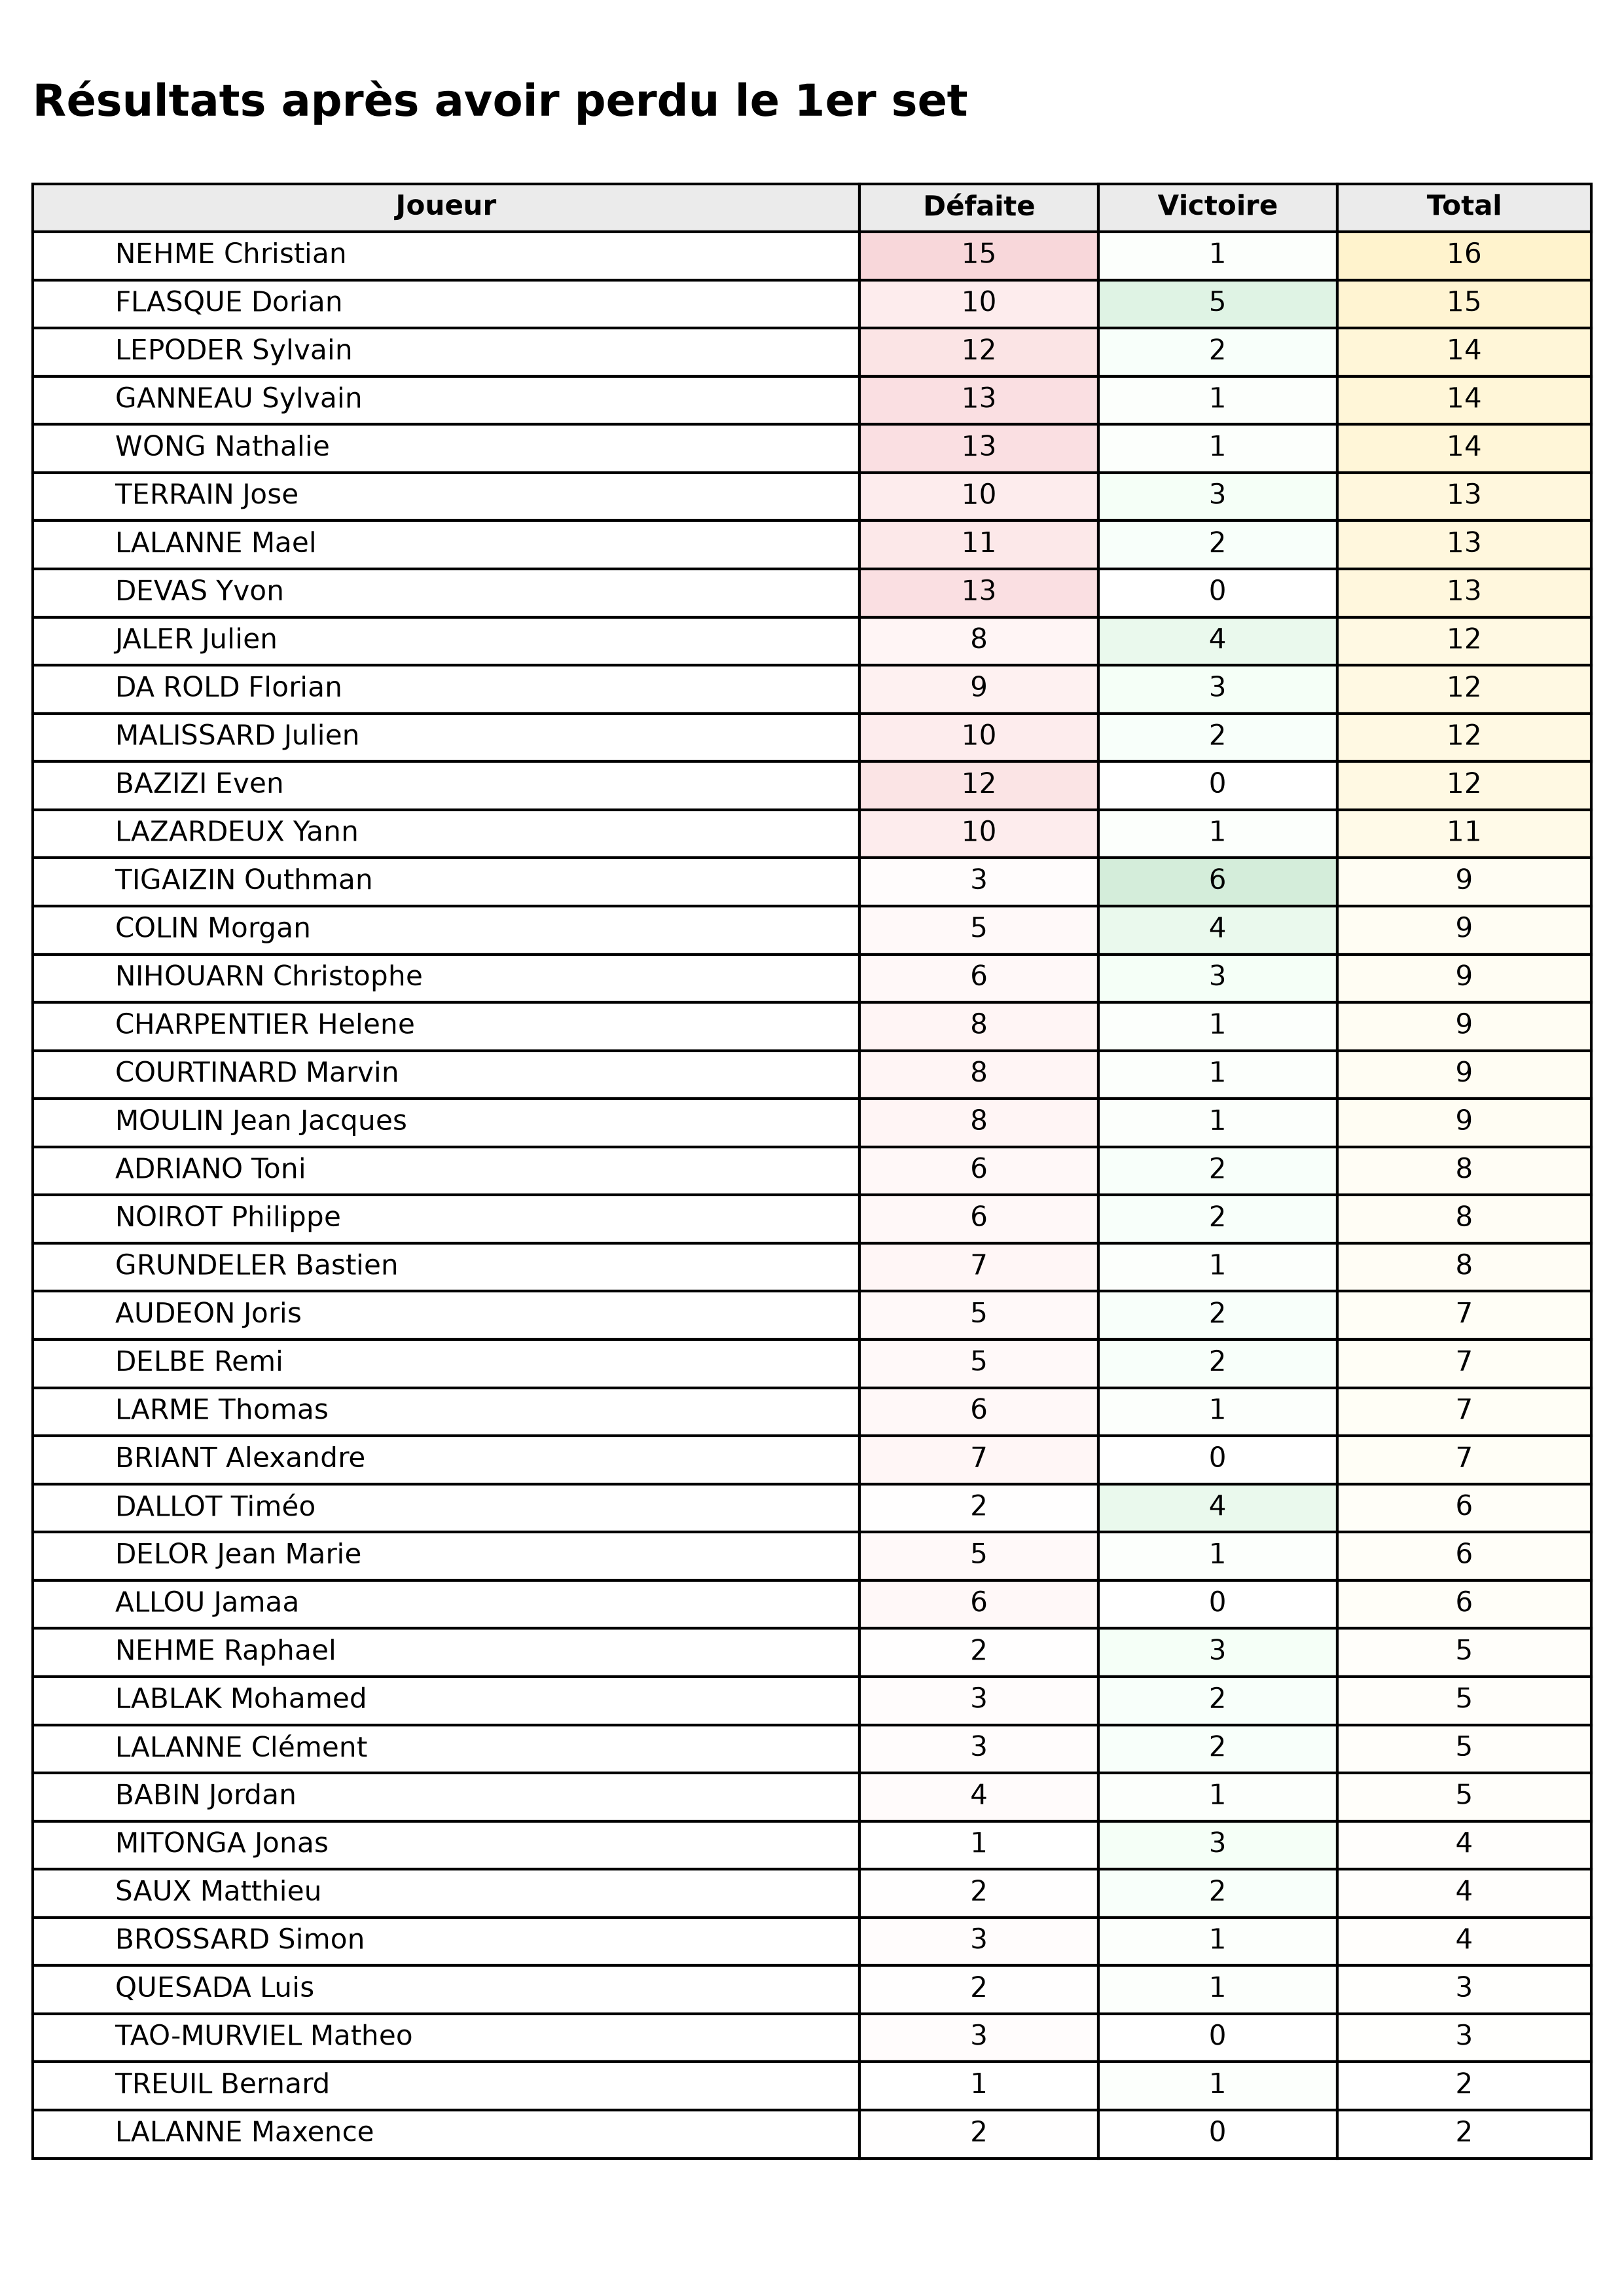 Résultats après avoir perdu le 1er set
Joueur Défaite Victoire Total
NEHME Christian 15 1 16
FLASQUE Dorian 10 5 15
LEPODER Sylvain 12 2 14
GANNEAU Sylvain 13 1 14
WONG Nathalie 13 1 14
TERRAIN Jose 10 3 13
LALANNE Mael 11 2 13
DEVAS Yvon 13 0 13
JALER Julien 8 4 12
DA ROLD Florian 9 3 12
MALISSARD Julien 10 2 12
BAZIZI Even 12 0 12
LAZARDEUX Yann 10 1 11
TIGAIZIN Outhman 3 6 9
COLIN Morgan 5 4 9
NIHOUARN Christophe 6 3 9
CHARPENTIER Helene 8 1 9
COURTINARD Marvin 8 1 9
MOULIN Jean Jacques 8 1 9
ADRIANO Toni 6 2 8
NOIROT Philippe 6 2 8
GRUNDELER Bastien 7 1 8
AUDEON Joris 5 2 7
DELBE Remi 5 2 7
LARME Thomas 6 1 7
BRIANT Alexandre 7 0 7
DALLOT Timéo 2 4 6
DELOR Jean Marie 5 1 6
ALLOU Jamaa 6 0 6
NEHME Raphael 2 3 5
LABLAK Mohamed 3 2 5
LALANNE Clément 3 2 5
BABIN Jordan 4 1 5
MITONGA Jonas 1 3 4
SAUX Matthieu 2 2 4
BROSSARD Simon 3 1 4
QUESADA Luis 2 1 3
TAO-MURVIEL Matheo 3 0 3
TREUIL Bernard 1 1 2
LALANNE Maxence 2 0 2